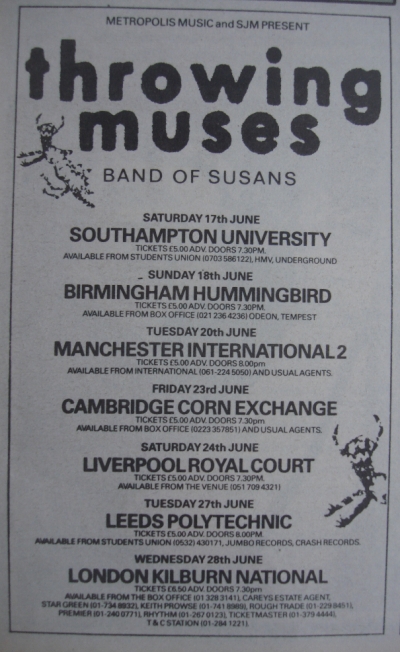 METROPOLIS MUSIC and SJM PRESENT
throwing
muses
BAND OF SUSANS
SATURDAY 17th JUNE
SOUTHAMPTON UNIVERSITY
TICKETS £5.00 ADV. DOORS 7.30PM.
AVAILABLE FROM STUDENTS UNION (0703 586122), HMV, UNDERGROUND
SUNDAY 18th JUNE
BIRMINGHAM HUMMINGBIRD
TICKETS £5.00 ADV. DOORS 7.30PM.
AVAILABLE FROM BOX OFFICE (021 236 4236) ODEON, TEMPEST
TUESDAY 20th JUNE
MANCHESTER INTERNATIONAL 2
TICKETS £5.00 ADV. DOORS 8.00pm
AVAILABLE FROM INTERNATIONAL (061-224 5050) AND USUAL AGENTS.
FRIDAY 23rd JUNE
CAMBRIDGE CORN EXCHANGE
TICKETS £5.00 ADV. DOORS 7.30pm
AVAILABLE FROM BOX OFFICE (0223 357851) AND USUAL AGENTS.
SATURDAY 24th JUNE
LIVERPOOL ROYAL COURT
TICKETS £5.00 ADV. DOORS 7.30PM.
AVAILABLE FROM THE VENUE (051 709 4321)
TUESDAY 27th JUNE
LEEDS POLYTECHNIC
TICKETS £5.00 ADV. DOORS 8.00PM.
AVAILABLE FROM STUDENTS UNION (0532) 430171, JUMBO RECORDS, CRASH RECORDS.
WEDNESDAY 28th JUNE
LONDON KILBURN NATIONAL
TICKETS £6.50 ADV. DOORS 7.30pm
AVAILABLE FROM BOX OFFICE (01 328 3141), CAREYS ESTATE AGENT,
STAR GREEN (01-734 8932), KEITH PROWSE (01-741 8989), ROUGH TRADE (01-229 8451),
PREMIER (01-240 0771), RHYTHM (01-267 0123), TICKETMASTER (01-379 4444),
T & C STATION (01-284 1221).